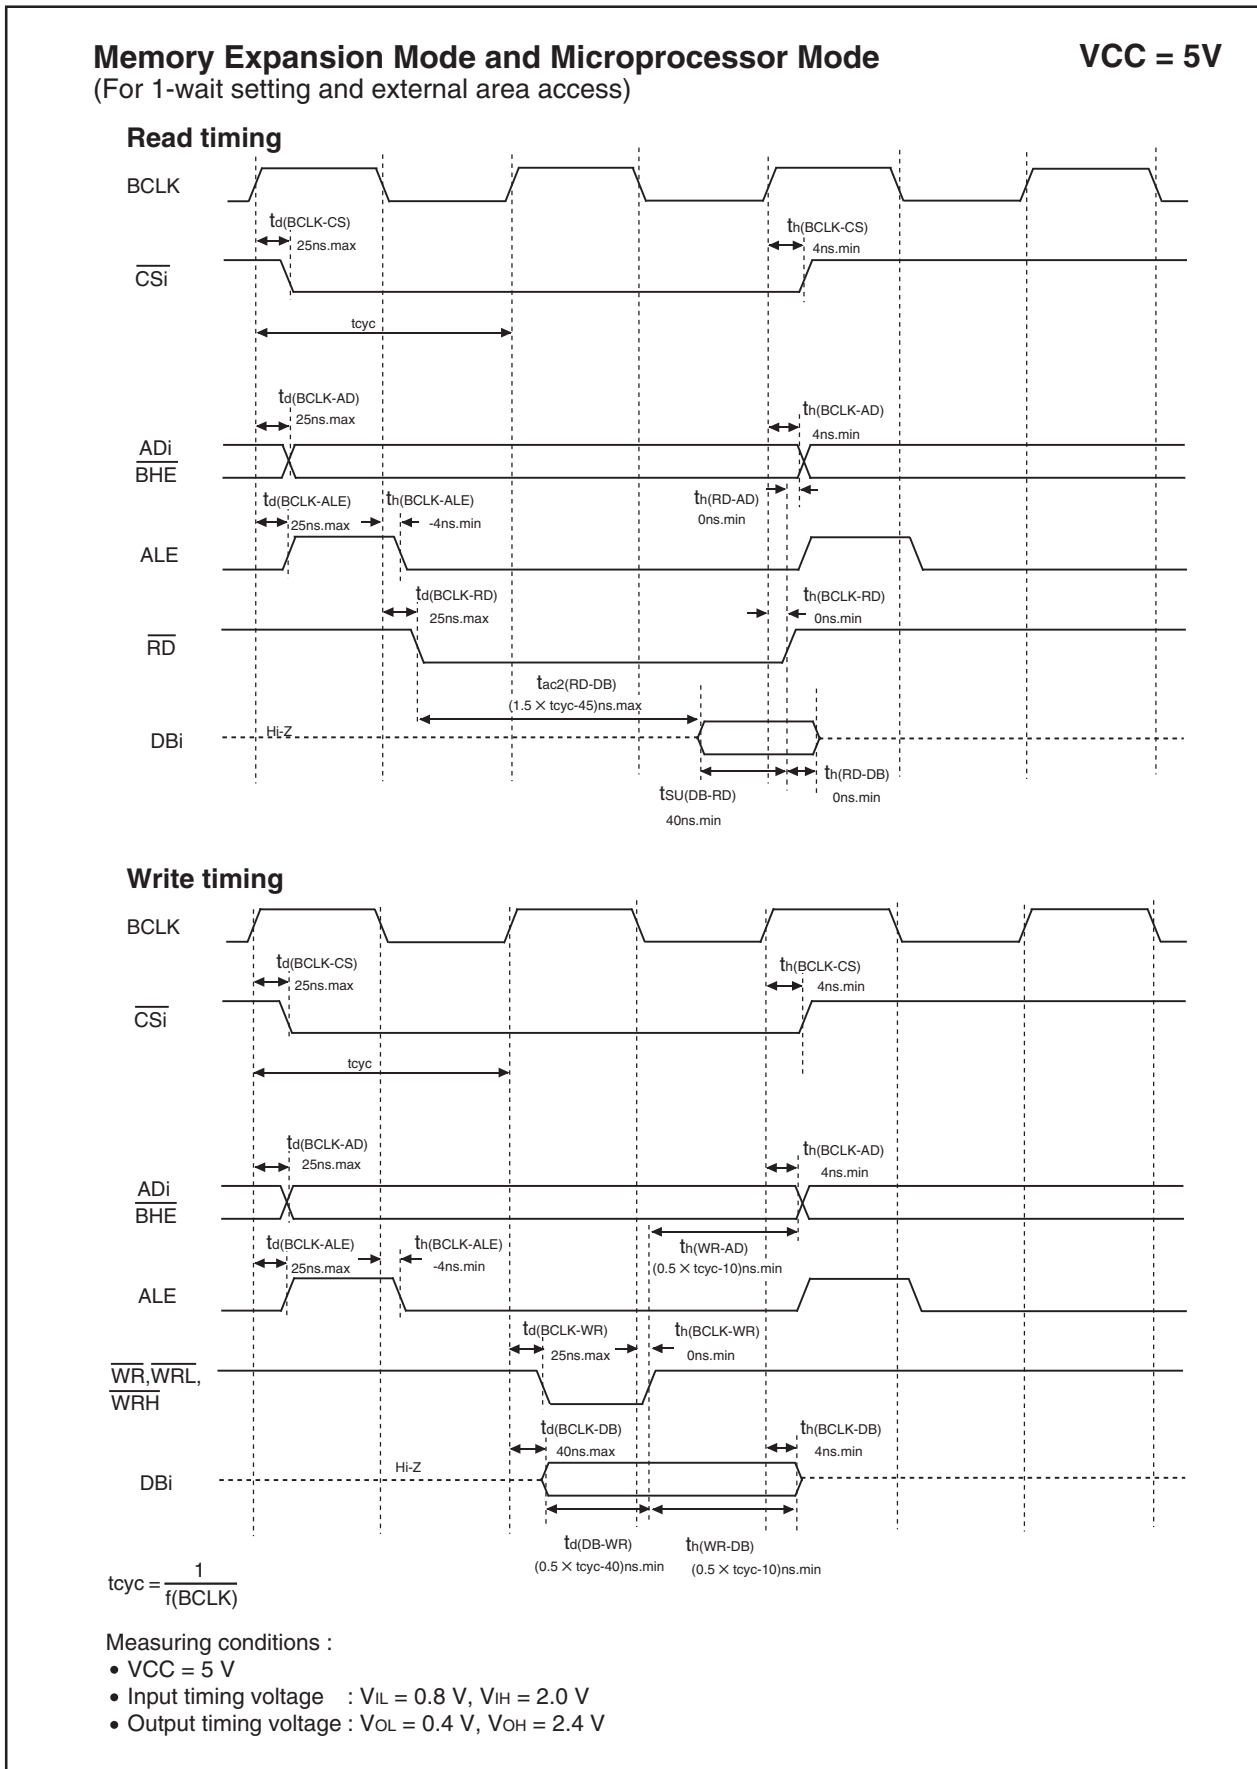 Memory Expansion Mode and Microprocessor Mode VCC = 5V
(For 1-wait setting and external area access)
Read timing
BCLK
td(BCLK-CS)
25ns.max
th(BCLK-CS)
4ns.min
CSi
tcyc
td(BCLK-AD)
25ns.max
th(BCLK-AD)
4ns.min
ADi
BHE
td(BCLK-ALE)
25ns.max
th(BCLK-ALE)
-4ns.min
th(RD-AD)
0ns.min
ALE
td(BCLK-RD)
25ns.max
th(BCLK-RD)
0ns.min
RD
tac2(RD-DB)
(1.5 × tcyc-45)ns.max
DBi
Hi-Z
tSU(DB-RD)
40ns.min
th(RD-DB)
0ns.min
Write timing
BCLK
td(BCLK-CS)
25ns.max
th(BCLK-CS)
4ns.min
CSi
tcyc
td(BCLK-AD)
25ns.max
th(BCLK-AD)
4ns.min
ADi
BHE
td(BCLK-ALE)
25ns.max
th(BCLK-ALE)
-4ns.min
th(WR-AD)
(0.5 × tcyc-10)ns.min
ALE
td(BCLK-WR)
25ns.max
th(BCLK-WR)
0ns.min
WR,WRL,
WRH
td(BCLK-DB)
40ns.max
th(BCLK-DB)
4ns.min
DBi
Hi-Z
td(DB-WR)
(0.5 × tcyc-40)ns.min
th(WR-DB)
(0.5 × tcyc-10)ns.min
tcyc = 1
f(BCLK)
Measuring conditions :
• VCC = 5 V
• Input timing voltage : VIL = 0.8 V, VIH = 2.0 V
• Output timing voltage : VOL = 0.4 V, VOH = 2.4 V